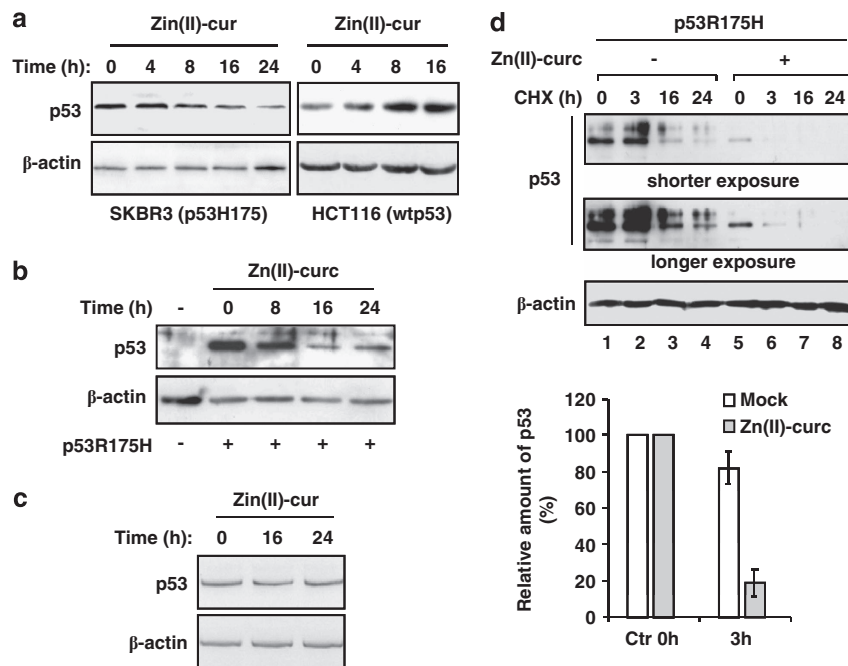 a
Zin(II)-cur
Zin(II)-cur
Time (h): 0 4 8 16 24
0 4 8 16
p53
β-actin
SKBR3 (p53H175)
HCT116 (wtp53)
b
Zn(II)-curc
Time (h) - 0 8 16 24
p53
β-actin
p53R175H - + + + +
c
Zin(II)-cur
Time (h): 0 16 24
p53
β-actin
d
p53R175H
Zn(II)-curc - +
CHX (h) 0 3 16 24 0 3 16 24
p53
shorter exposure
longer exposure
β-actin
1 2 3 4 5 6 7 8
Relative amount of p53
(%)
120
100
80
60
40
20
0
Mock
Zn(II)-curc
Ctr 0h
3h